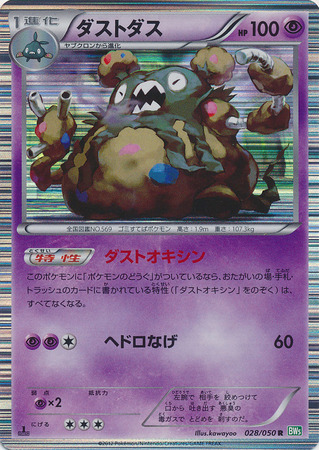 1進化
ダストダス
HP 100
ヤブクロンから進化
全国図鑑NO.569 ゴミすてばポケモン 高さ:1.9m 重さ:107.3kg
とくせい
特性 ダストオキシン
このポケモンに「ポケモンのどうぐ」がついているなら、おたがいの場・手札・
トラッシュのカードに書かれている特性(「ダストオキシン」をのぞく)は、
すべてなくなる。
ヘドロなげ 60
弱点 抵抗力
×2
にげる
左腕で 相手を 絞めつけて
口から 吐き出す 悪臭の
毒ガスで とどめを 刺すのだ。
1
©2012 Pokémon/Nintendo/Creatures/GAME FREAK.
Illus.kawayoo
BW5
028/050 R